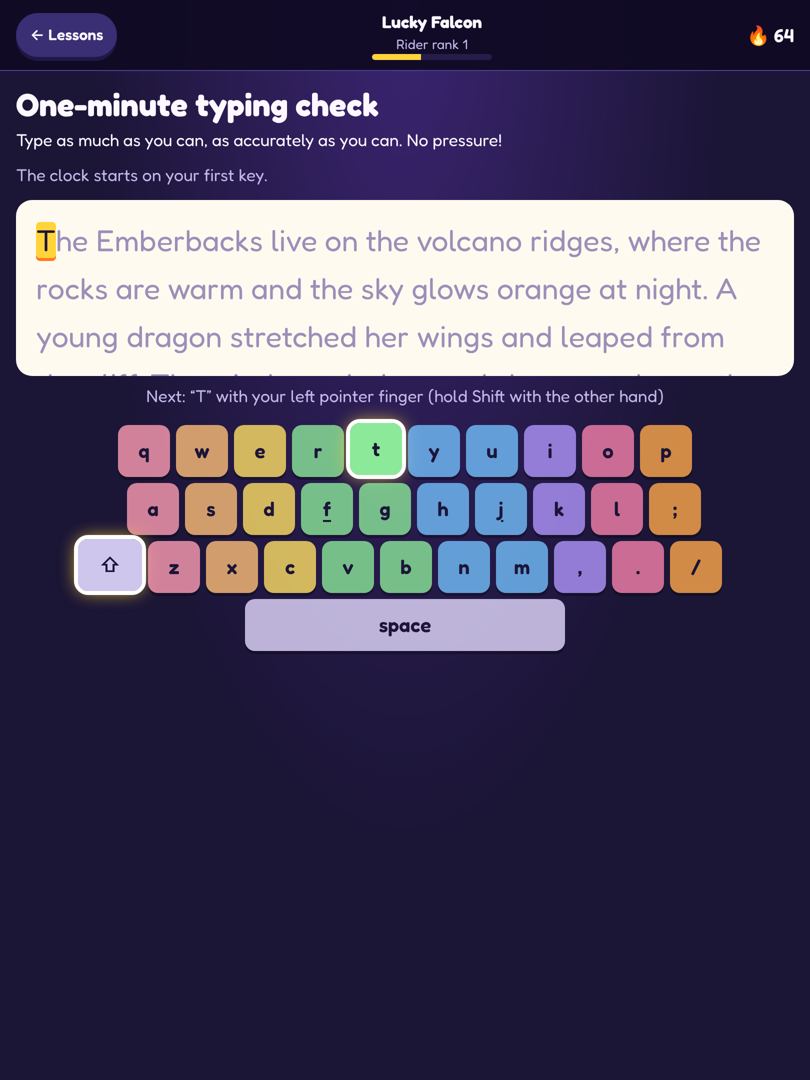 ← Lessons
Lucky Falcon
Rider rank 1
🔥 64
One-minute typing check
Type as much as you can, as accurately as you can. No pressure!
The clock starts on your first key.
The Emberbacks live on the volcano ridges, where the
rocks are warm and the sky glows orange at night. A
young dragon stretched her wings and leaped from
Next: “T” with your left pointer finger (hold Shift with the other hand)
q w e r t y u i o p
a s d f g h j k l ;
⇧ z x c v b n m , . /
space